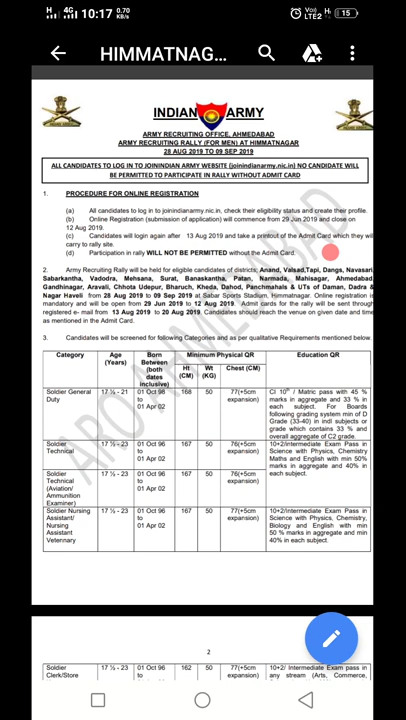 H 4G 10:17 0.70 KB/s VoD LTE2 H 15
HIMMATNAG...
INDIAN ARMY
ARMY RECRUITING OFFICE, AHMEDABAD
ARMY RECRUITING RALLY (FOR MEN) AT HIMMATNAGAR
28 AUG 2019 TO 09 SEP 2019
ALL CANDIDATES TO LOG IN TO JOININDIAN ARMY WEBSITE (joinindianarmy.nic.in) NO CANDIDATE WILL
BE PERMITTED TO PARTICIPATE IN RALLY WITHOUT ADMIT CARD
1. PROCEDURE FOR ONLINE REGISTRATION
(a) All candidates to log in to joinindianarmy.nic.in, check their eligibility status and create their profile.
(b) Online Registration (submission of application) will commence from 29 Jun 2019 and close on
12 Aug 2019.
(c) Candidates will login again after 13 Aug 2019 and take a printout of the Admit Card which they will
carry to rally site.
(d) Participation in rally WILL NOT BE PERMITTED without the Admit Card.
2. Army Recruiting Rally will be held for eligible candidates of districts; Anand, Valsad,Tapi, Dangs, Navasari,
Sabarkantha, Vadodra, Mehsana, Surat, Banaskantha, Patan, Narmada, Mahisagar, Ahmedabad,
Gandhinagar, Aravali, Chhota Udepur, Bharuch, Kheda, Dahod, Panchmahals & UTs of Daman, Dadra &
Nagar Haveli from 28 Aug 2019 to 09 Sep 2019 at Sabar Sports Stadium, Himmatnagar. Online registration is
mandatory and will be open from 29 Jun 2019 to 12 Aug 2019. Admit cards for the rally will be sent through
registered e- mail from 13 Aug 2019 to 20 Aug 2019. Candidates should reach the venue on given date and time
as mentioned in the Admit Card.
3. Candidates will be screened for following Categories and as per qualitative Requirements mentioned below.
Category Age (Years) Born Between (both dates inclusive) Minimum Physical QR Education QR
Ht (CM) Wt (KG) Chest (CM)
Soldier General Duty 17 ½ - 21 01 Oct 98 to 01 Apr 02 168 50 77(+5cm expansion) Cl 10th / Matric pass with 45 % marks in aggregate and 33 % in each subject. For Boards following grading system min of D Grade (33-40) in indl subjects or grade which contains 33 % and overall aggregate of C2 grade.
Soldier Technical 17 ½ - 23 01 Oct 96 to 01 Apr 02 167 50 76(+5cm expansion) 10+2/Intermediate Exam Pass in Science with Physics, Chemistry Maths and English with min 50% marks in aggregate and 40% in each subject.
Soldier Technical (Aviation/ Ammunition Examiner) 17 ½ - 23 01 Oct 96 to 01 Apr 02 167 50 76(+5cm expansion)
Soldier Nursing Assistant/ Nursing Assistant Veternary 17 ½ - 23 01 Oct 96 to 01 Apr 02 167 50 77(+5cm expansion) 10+2/Intermediate Exam pass in Science with Physics, Chemistry, Biology and English with min 50 % marks in aggregate and min 40% in each subject.
ARO AHMEDABAD
2
Soldier Clerk/Store 17 ½ - 23 01 Oct 96 to 162 50 77(+5cm expansion) 10+2/ Intermediate Exam pass in any stream (Arts, Commerce,